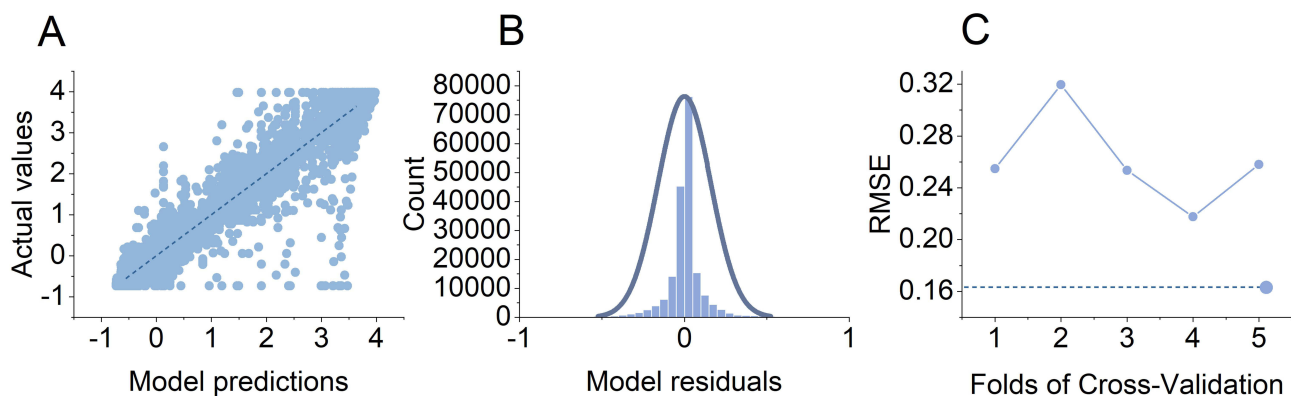 A
Actual values
4
3
2
1
0
-1
-1 0 1 2 3 4
Model predictions
B
Count
80000
70000
60000
50000
40000
30000
20000
10000
0
-1 0 1
Model residuals
C
RMSE
0.32
0.28
0.24
0.20
0.16
1 2 3 4 5
Folds of Cross-Validation